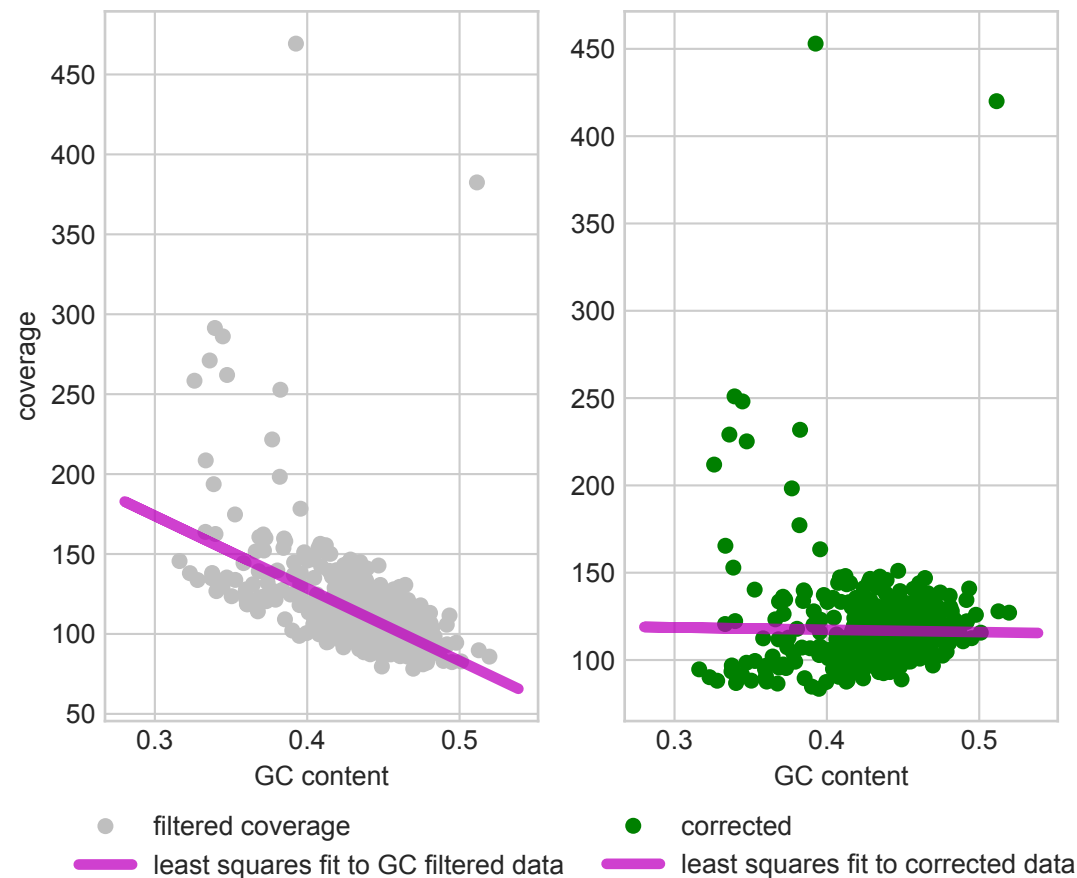 450
400
350
300
250
200
150
100
50
coverage
0.3 0.4 0.5
GC content
450
400
350
300
250
200
150
100
0.3 0.4 0.5
GC content
filtered coverage
least squares fit to GC filtered data
corrected
least squares fit to corrected data